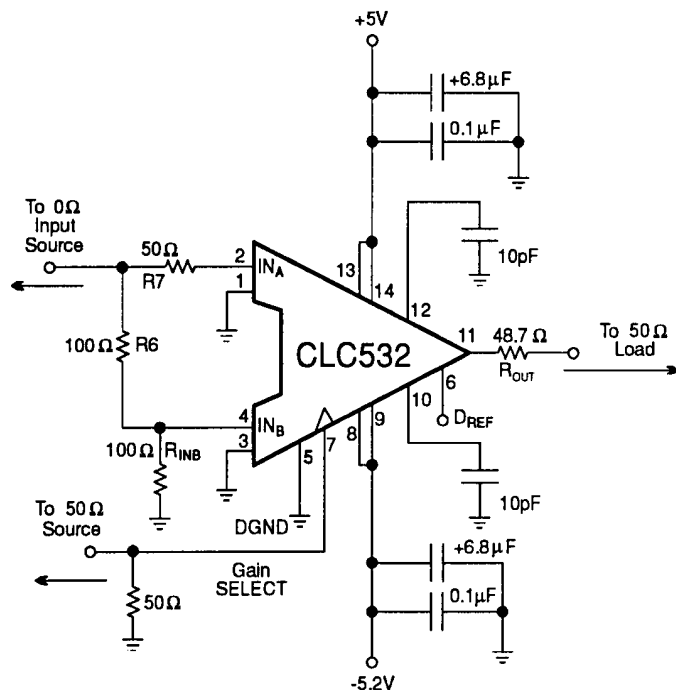 +5V
+6.8μF
0.1μF
To 0Ω
Input
Source
50Ω
R7
2
IN_A
1
13
14
12
10pF
100Ω
R6
CLC532
11
48.7 Ω
R_OUT
To 50Ω
Load
4
IN_B
3
100Ω
R_INB
5
7
8
9
10
6
D_REF
10pF
To 50Ω
Source
DGND
Gain
SELECT
50Ω
+6.8μF
0.1μF
-5.2V